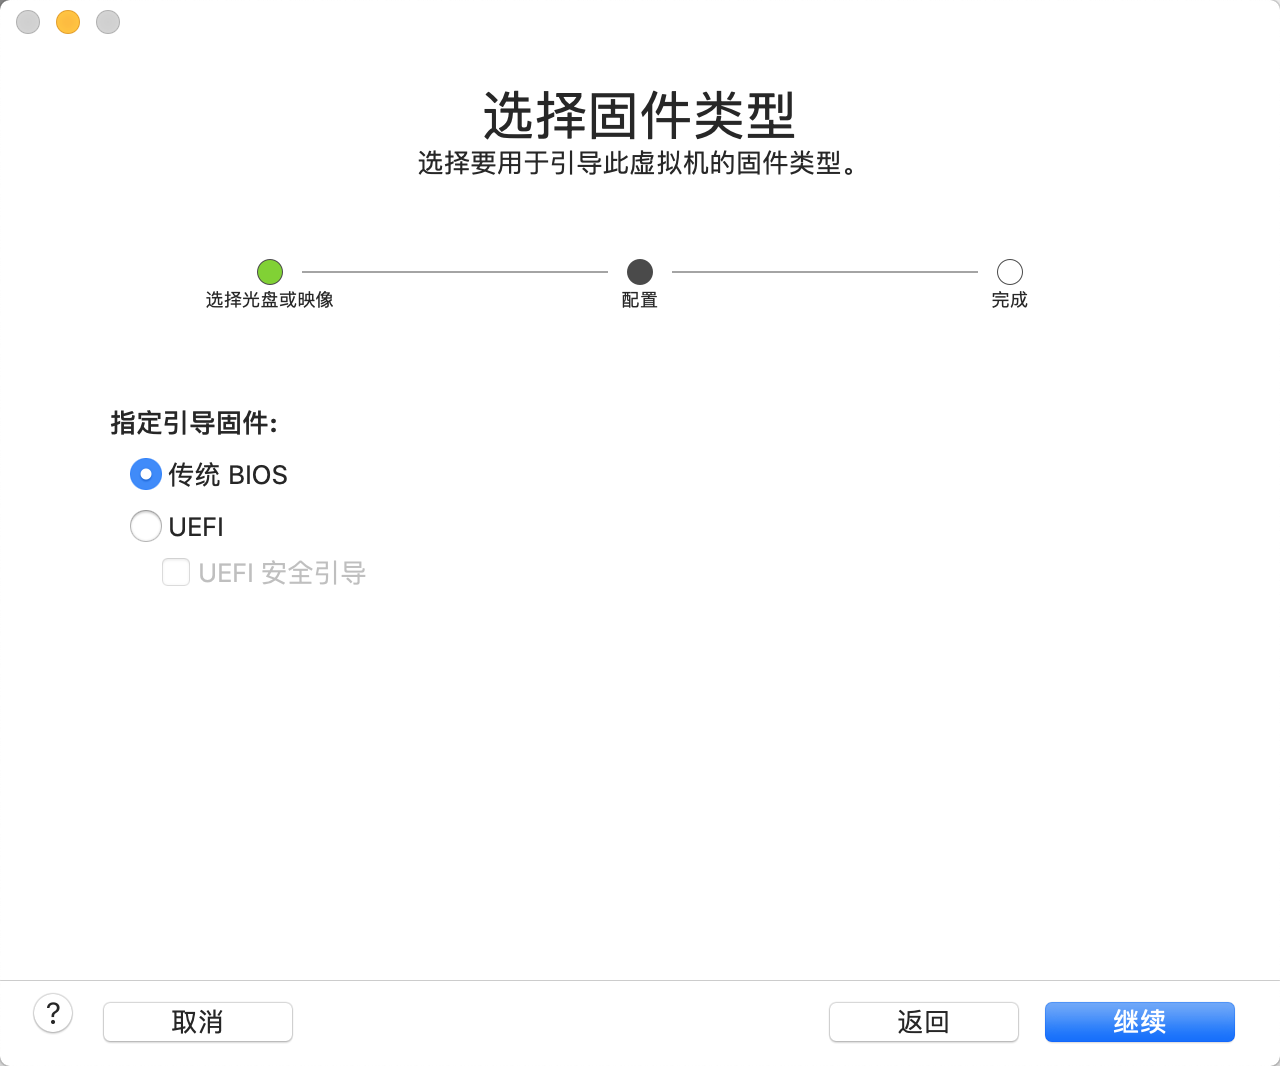 选择固件类型
选择要用于引导此虚拟机的固件类型。
选择光盘或映像
配置
完成
指定引导固件:
传统 BIOS
UEFI
UEFI 安全引导
?
取消
返回
继续